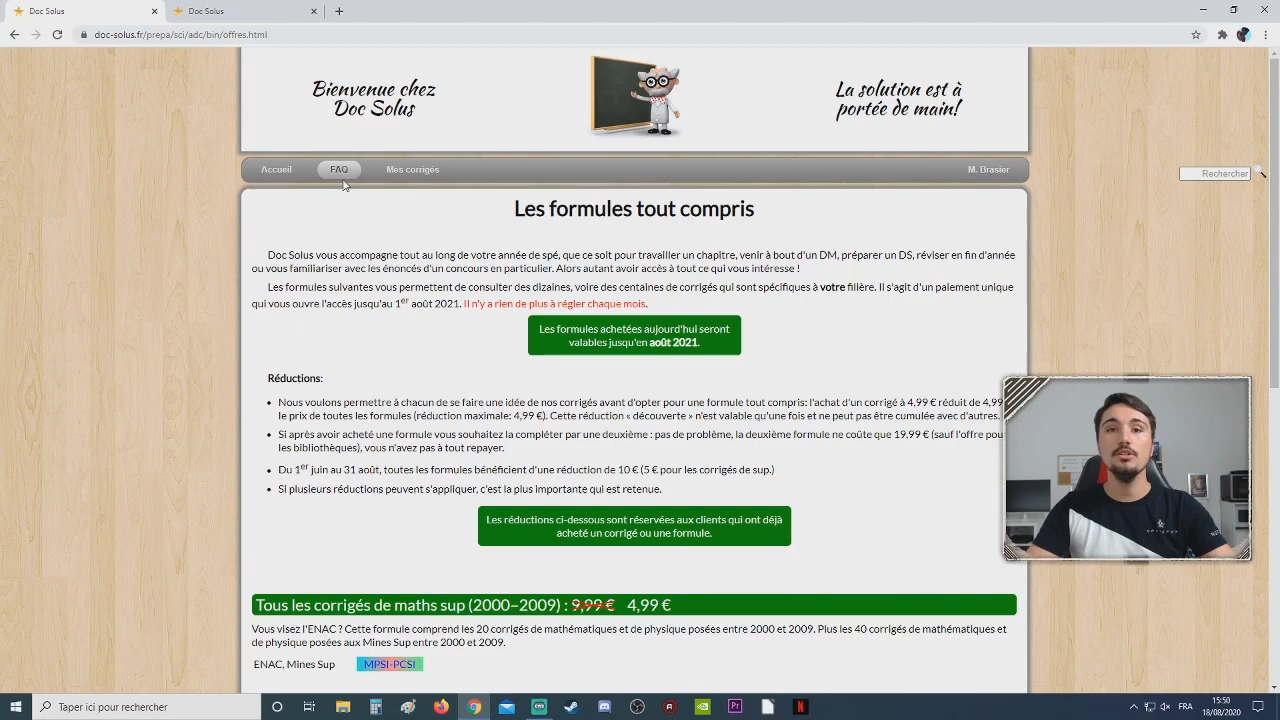 Doc Solus
Doc Solus
doc-solus.fr/prepa/sci/adc/bin/offres.html
Bienvenue chez
Doc Solus
La solution est à
portée de main!
Accueil
FAQ
Mes corrigés
M. Brasier
Rechercher
Les formules tout compris
Doc Solus vous accompagne tout au long de votre année de spé, que ce soit pour travailler un chapitre, venir à bout d'un DM, préparer un DS, réviser en fin d'année
ou vous familiariser avec les énoncés d'un concours en particulier. Alors autant avoir accès à tout ce qui vous intéresse !
Les formules suivantes vous permettent de consulter des dizaines, voire des centaines de corrigés qui sont spécifiques à votre filière. Il s'agit d'un paiement unique
qui vous ouvre l'accès jusqu'au 1er août 2021. Il n'y a rien de plus à régler chaque mois.
Les formules achetées aujourd'hui seront
valables jusqu'en août 2021.
Réductions:
• Nous voulons permettre à chacun de se faire une idée de nos corrigés avant d'opter pour une formule tout compris: l'achat d'un corrigé à 4,99 € réduit de 4,99
le prix de toutes les formules (réduction maximale: 4,99 €). Cette réduction « découverte » n'est valable qu'une fois et ne peut pas être cumulée avec d'autres.
• Si après avoir acheté une formule vous souhaitez la compléter par une deuxième : pas de problème, la deuxième formule ne coûte que 19,99 € (sauf l'offre pour
les bibliothèques), vous n'avez pas à tout repayer.
• Du 1er juin au 31 août, toutes les formules bénéficient d'une réduction de 10 € (5 € pour les corrigés de sup.)
• Si plusieurs réductions peuvent s'appliquer, c'est la plus importante qui est retenue.
Les réductions ci-dessous sont réservées aux clients qui ont déjà
acheté un corrigé ou une formule.
Tous les corrigés de maths sup (2000–2009) : 9,99 € 4,99 €
Vous visez l'ENAC ? Cette formule comprend les 20 corrigés de mathématiques et de physique posées entre 2000 et 2009. Plus les 40 corrigés de mathématiques et
de physique posées aux Mines Sup entre 2000 et 2009.
ENAC, Mines Sup
MPSI-PCSI
Taper ici pour rechercher
FRA
15:50
18/08/2020